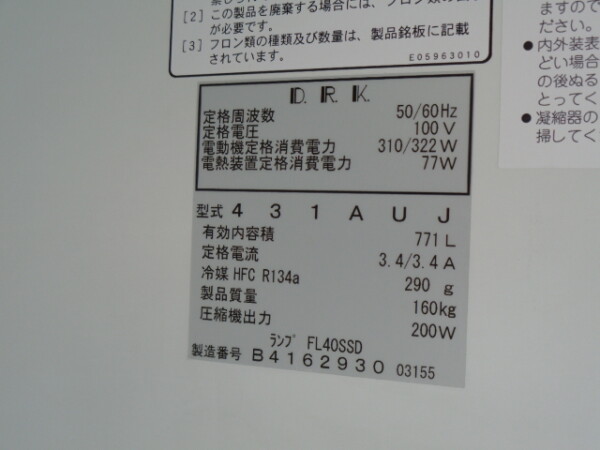 [2] この製品を廃棄する場合には、フロン類の
が必要です。
[3] フロン類の種類及び数量は、製品銘板に記載
されています。
E05963010
D. R. K.
定格周波数 50/60Hz
定格電圧 100V
電動機定格消費電力 310/322W
電熱装置定格消費電力 77W
型式 431AUJ
有効内容積 771L
定格電流 3.4/3.4A
冷媒 HFC R134a 290 g
製品質量 160kg
圧縮機出力 200W
ランプ FL40SSD
製造番号 B4162930 03155
ますので
ださい。
●内外装表
どい場合
の後ぬる
とってく
●凝縮器の
掃してく